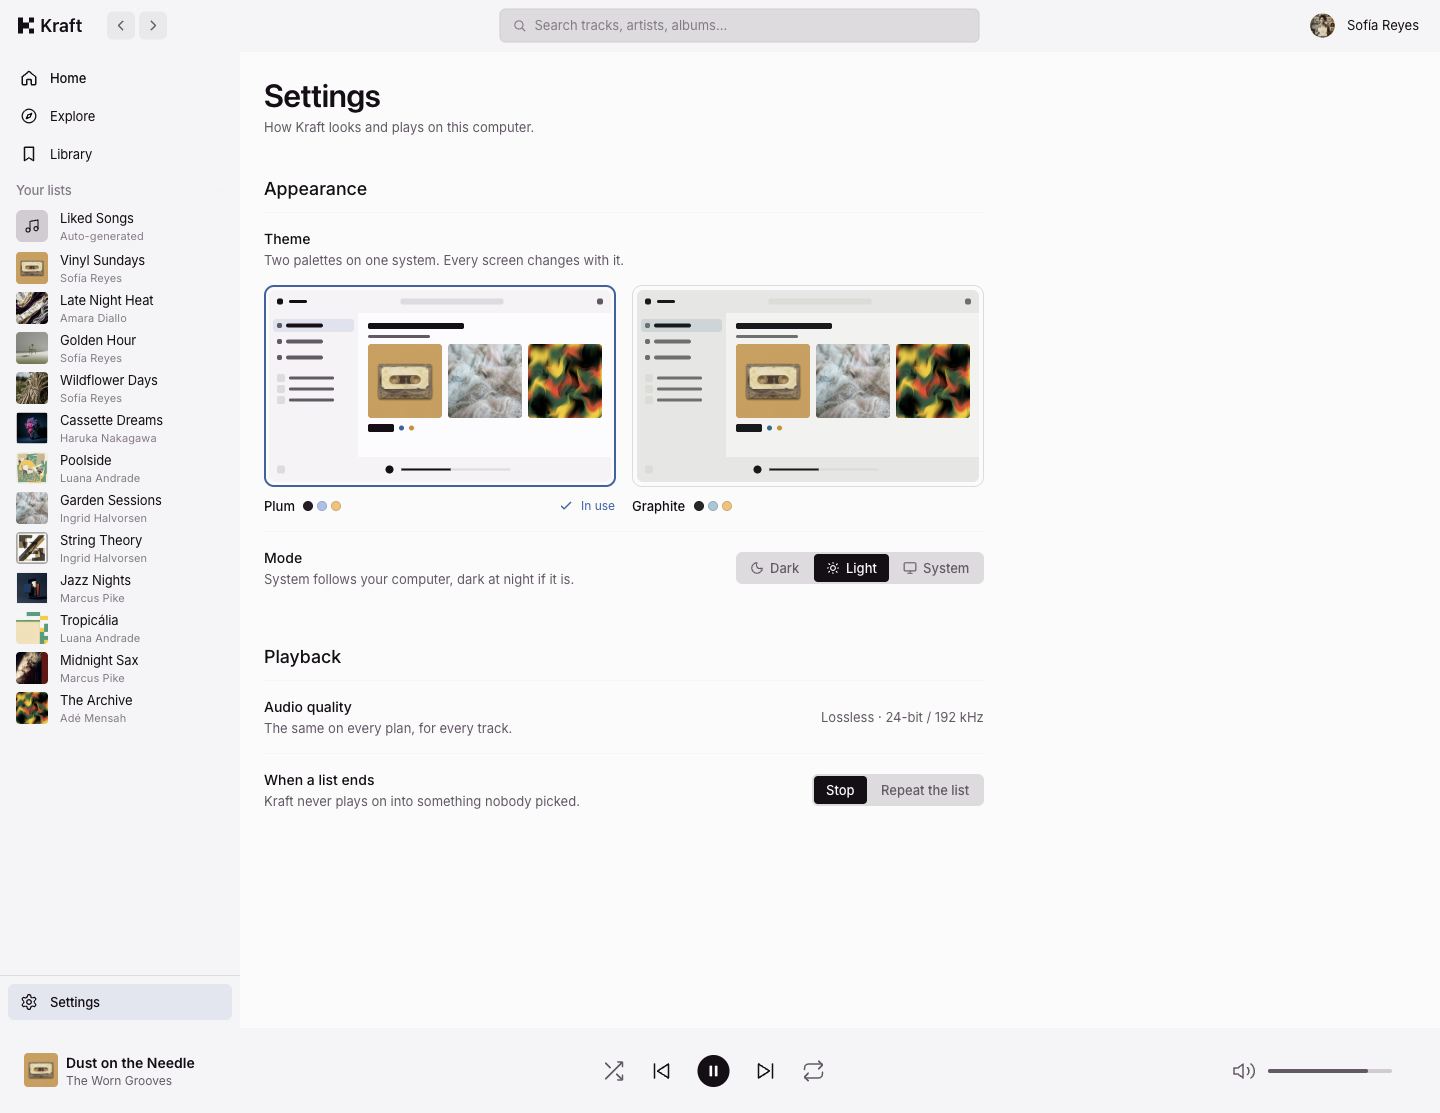 Kraft
Search tracks, artists, albums...
Sofía Reyes
Home
Explore
Library
Your lists
Liked Songs
Auto-generated
Vinyl Sundays
Sofía Reyes
Late Night Heat
Amara Diallo
Golden Hour
Sofía Reyes
Wildflower Days
Sofía Reyes
Cassette Dreams
Haruka Nakagawa
Poolside
Luana Andrade
Garden Sessions
Ingrid Halvorsen
String Theory
Ingrid Halvorsen
Jazz Nights
Marcus Pike
Tropicália
Luana Andrade
Midnight Sax
Marcus Pike
The Archive
Adé Mensah
Settings
Settings
How Kraft looks and plays on this computer.
Appearance
Theme
Two palettes on one system. Every screen changes with it.
Plum
In use
Graphite
Mode
System follows your computer, dark at night if it is.
Dark
Light
System
Playback
Audio quality
The same on every plan, for every track.
Lossless · 24-bit / 192 kHz
When a list ends
Kraft never plays on into something nobody picked.
Stop
Repeat the list
Dust on the Needle
The Worn Grooves